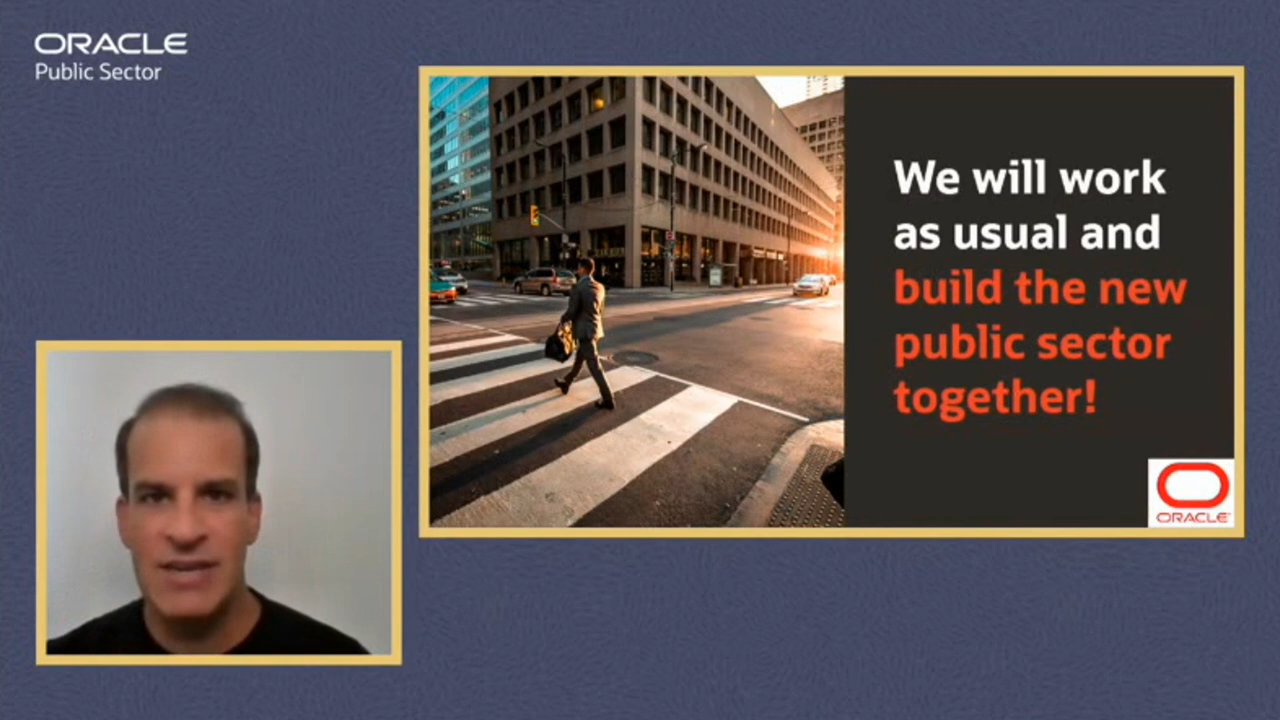 ORACLE
Public Sector
We will work
as usual and
build the new
public sector
together!
ORACLE